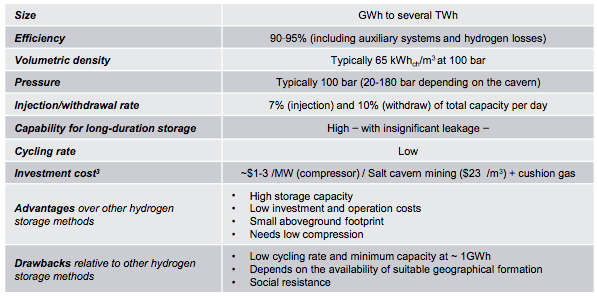 Size GWh to several TWh
Efficiency 90-95% (including auxiliary systems and hydrogen losses)
Volumetric density Typically 65 kWhch/m3 at 100 bar
Pressure Typically 100 bar (20-180 bar depending on the cavern)
Injection/withdrawal rate 7% (injection) and 10% (withdraw) of total capacity per day
Capability for long-duration storage High – with insignificant leakage –
Cycling rate Low
Investment cost3 ~$1-3 /MW (compressor) / Salt cavern mining ($23 /m3) + cushion gas
Advantages over other hydrogen
storage methods
• High storage capacity
• Low investment and operation costs
• Small aboveground footprint
• Needs low compression
Drawbacks relative to other hydrogen
storage methods
• Low cycling rate and minimum capacity at ~ 1GWh
• Depends on the availability of suitable geographical formation
• Social resistance